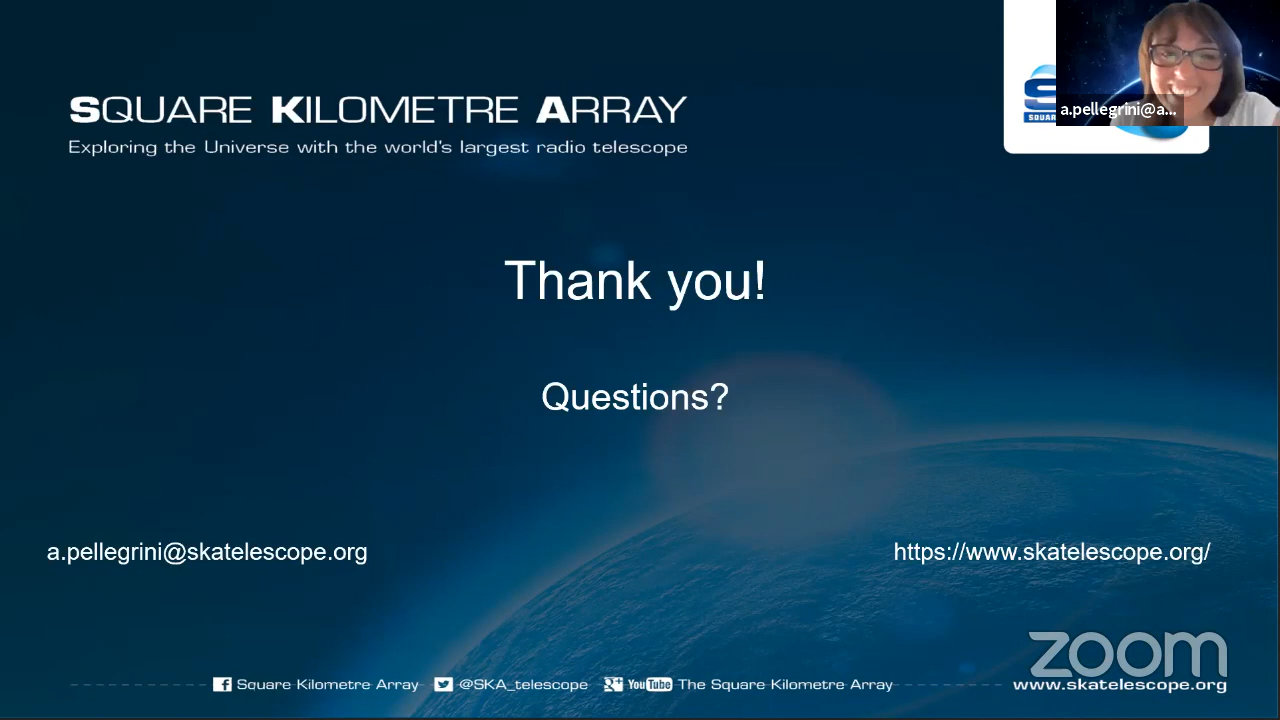 SQUARE KILOMETRE ARRAY
Exploring the Universe with the world's largest radio telescope
S
SQUAR
a.pellegrini@a...
Thank you!
Questions?
a.pellegrini@skatelescope.org
https://www.skatelescope.org/
zoom
Square Kilometre Array
@SKA_telescope
YouTube
The Square Kilometre Array
www.skatelescope.org